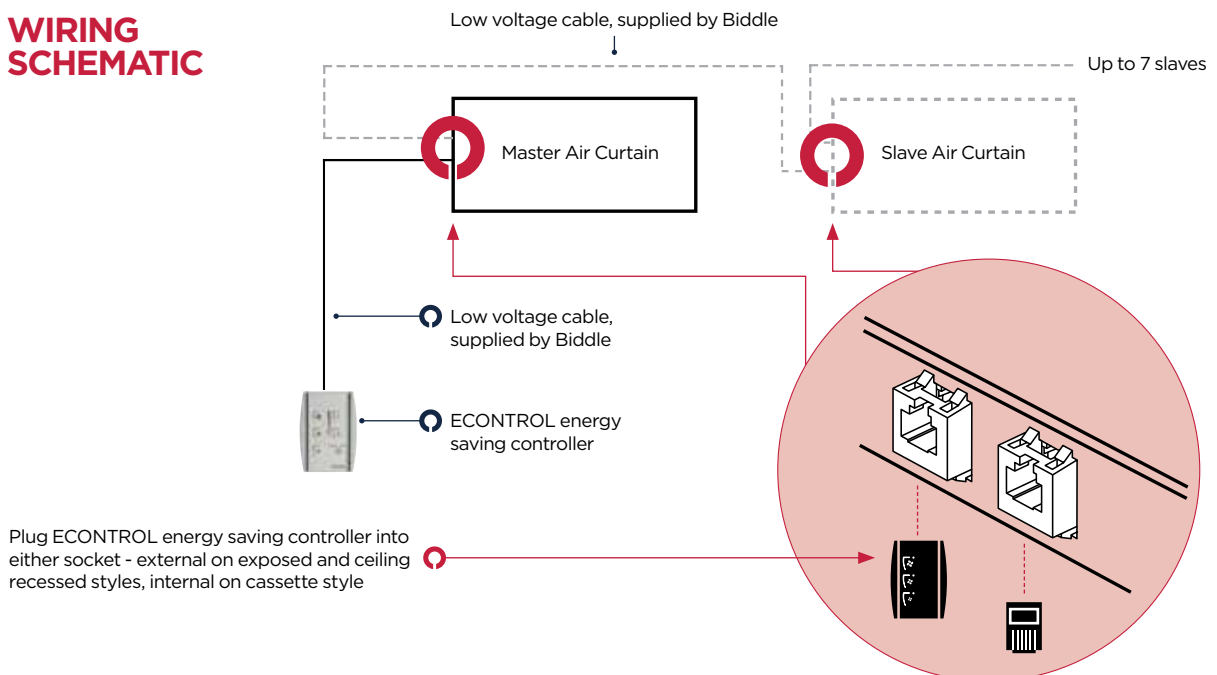 WIRING
SCHEMATIC
Low voltage cable, supplied by Biddle
Up to 7 slaves
Master Air Curtain
Slave Air Curtain
Low voltage cable,
supplied by Biddle
ECONTROL energy
saving controller
Plug ECONTROL energy saving controller into
either socket - external on exposed and ceiling
recessed styles, internal on cassette style